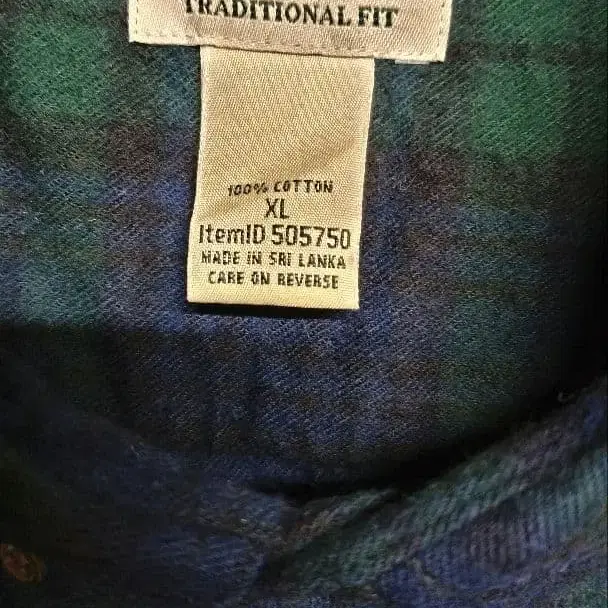 TRADITIONAL FIT
100% COTTON
XL
ItemID 505750
MADE IN SRI LANKA
CARE ON REVERSE